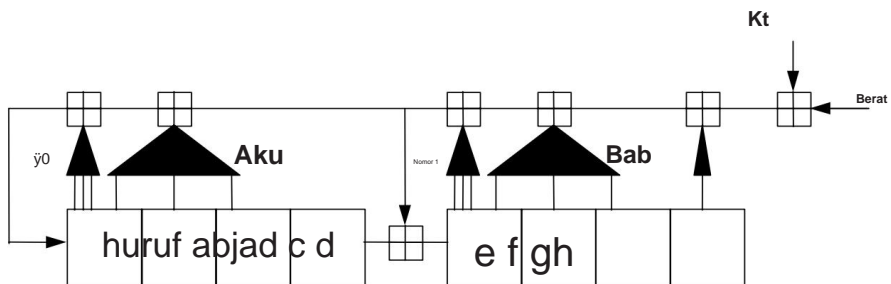 Kt
Berat
ÿ0
Aku
Nomor 1
Bab
huruf abjad c d
e f gh